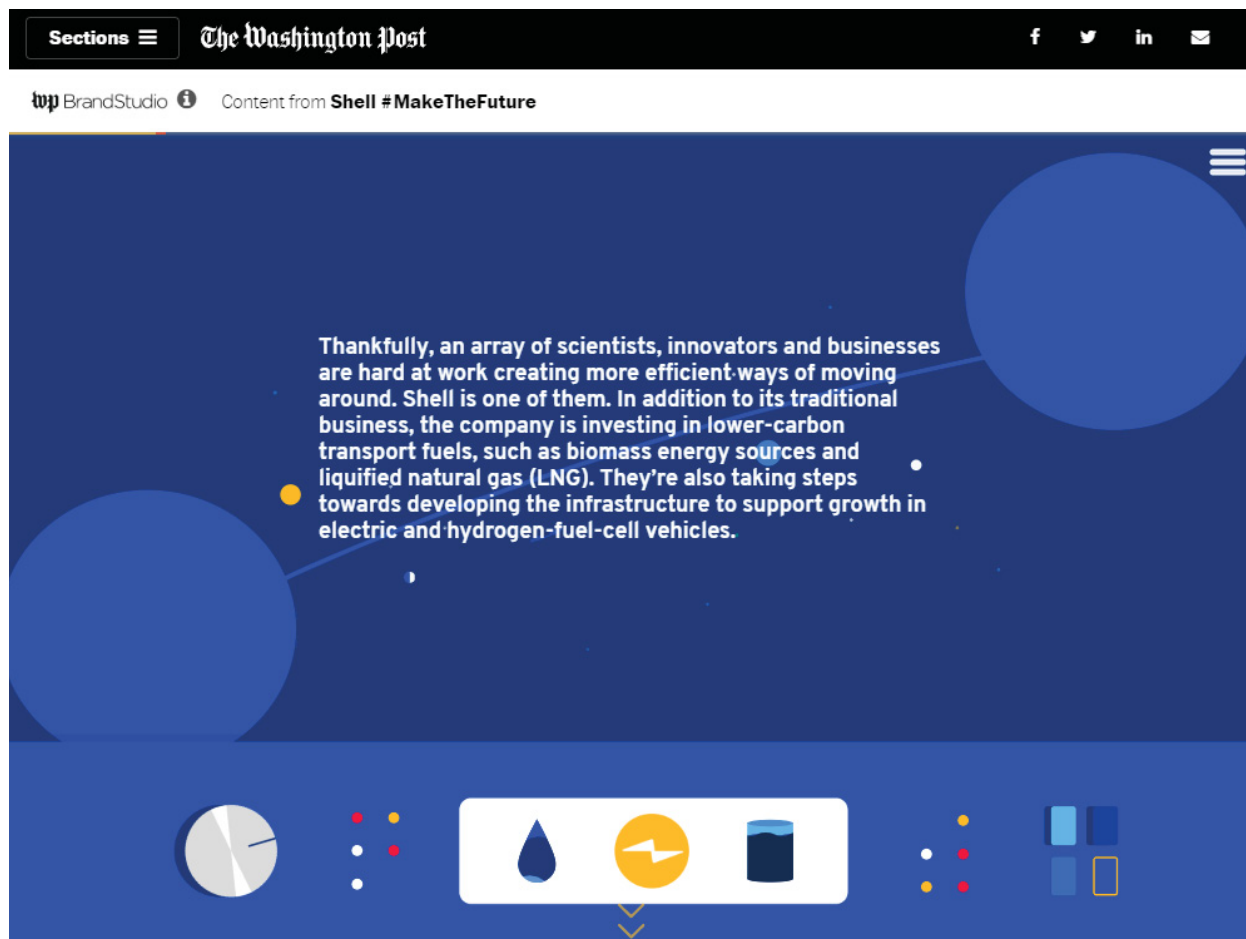 Sections
The Washington Post
wp BrandStudio
Content from Shell #MakeTheFuture
Thankfully, an array of scientists, innovators and businesses
are hard at work creating more efficient ways of moving
around. Shell is one of them. In addition to its traditional
business, the company is investing in lower-carbon
transport fuels, such as biomass energy sources and
liquified natural gas (LNG). They’re also taking steps
towards developing the infrastructure to support growth in
electric and hydrogen-fuel-cell vehicles.